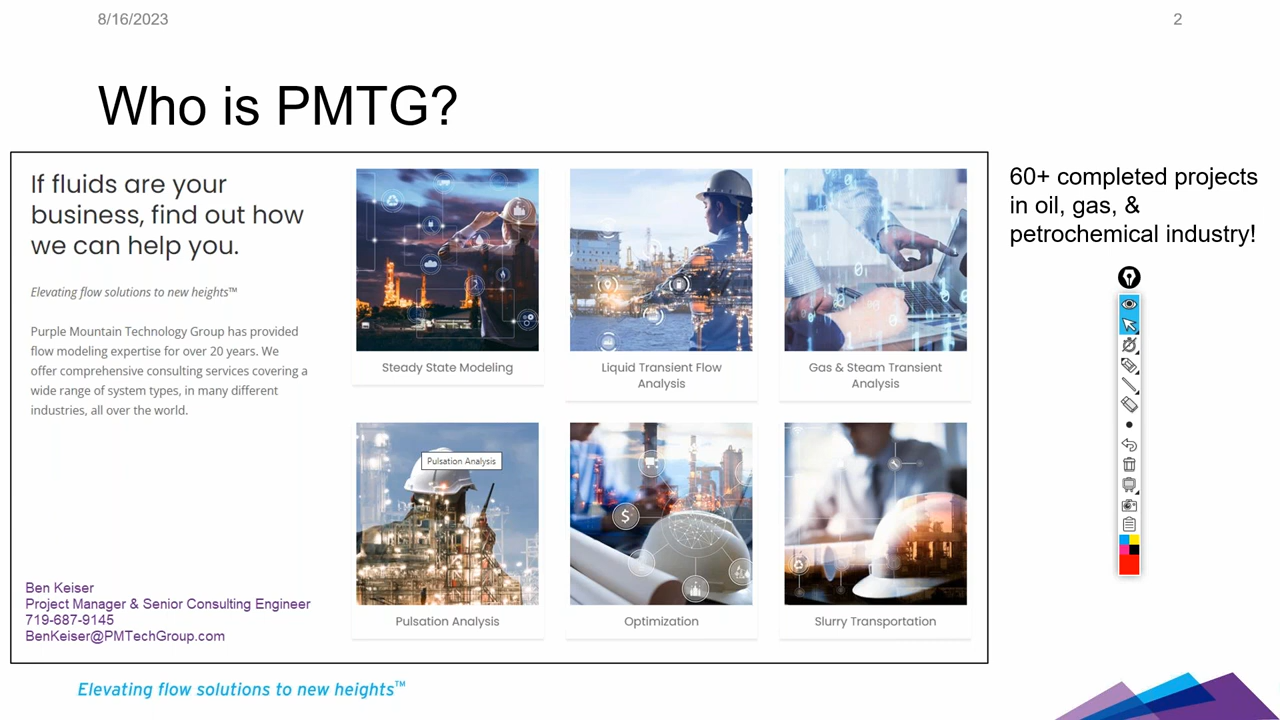 8/16/2023
2
Who is PMTG?
If fluids are your
business, find out how
we can help you.
Elevating flow solutions to new heights™
Purple Mountain Technology Group has provided
flow modeling expertise for over 20 years. We
offer comprehensive consulting services covering a
wide range of system types, in many different
industries, all over the world.
Steady State Modeling
Liquid Transient Flow
Analysis
Gas & Steam Transient
Analysis
Pulsation Analysis
Pulsation Analysis
Optimization
Slurry Transportation
60+ completed projects
in oil, gas, &
petrochemical industry!
Ben Keiser
Project Manager & Senior Consulting Engineer
719-687-9145
BenKeiser@PMTechGroup.com
Elevating flow solutions to new heights™